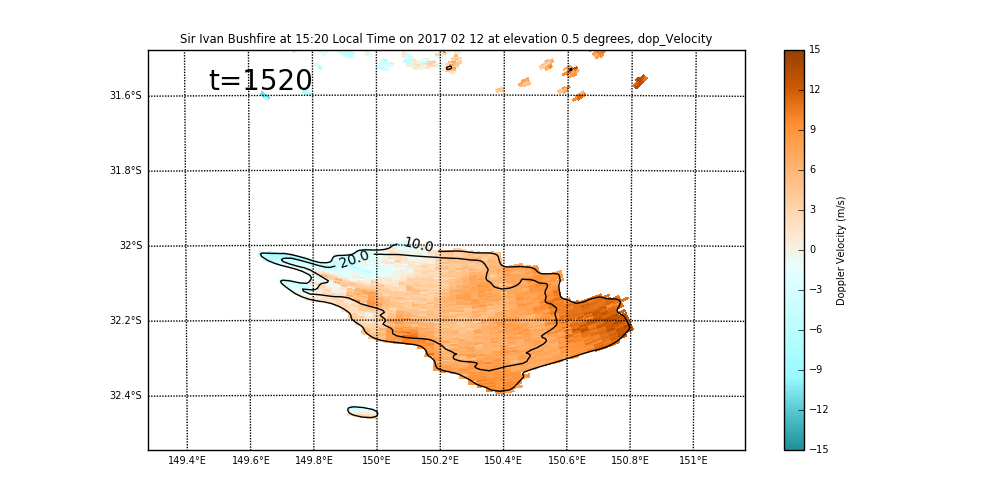 Sir Ivan Bushfire at 15:20 Local Time on 2017 02 12 at elevation 0.5 degrees, dop_Velocity
t=1520
31.6°S
31.8°S
32°S
32.2°S
32.4°S
10.0
20.0
149.4°E 149.6°E 149.8°E 150°E 150.2°E 150.4°E 150.6°E 150.8°E 151°E
15
12
9
6
3
0
−3
−6
−9
−12
−15
Doppler Velocity (m/s)